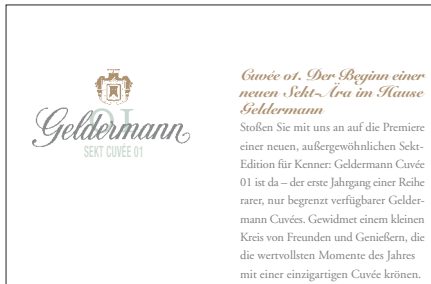 01
Geldermann
SEKT CUVÉE 01
Cuvée 01. Der Beginn einer
neuen Sekt-Ära im Hause
Geldermann
Stoßen Sie mit uns an auf die Premiere
einer neuen, außergewöhnlichen Sekt-
Edition für Kenner: Geldermann Cuvée
01 ist da – der erste Jahrgang einer Reihe
rarer, nur begrenzt verfügbarer Gelder-
mann Cuvées. Gewidmet einem kleinen
Kreis von Freunden und Genießern, die
die wertvollsten Momente des Jahres
mit einer einzigartigen Cuvée krönen.